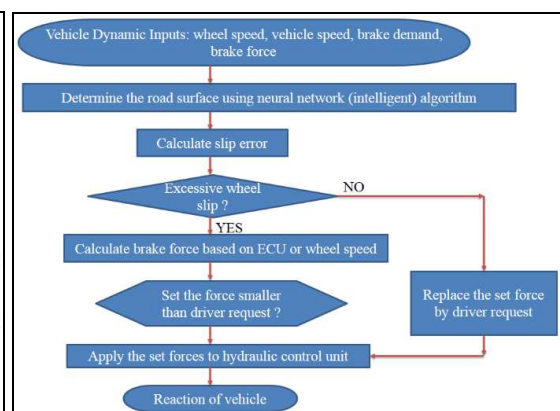 Vehicle Dynamic Inputs: wheel speed, vehicle speed, brake demand,
brake force
Determine the road surface using neural network (intelligent) algorithm
Calculate slip error
Excessive wheel
slip ?
NO
YES
Calculate brake force based on ECU or wheel speed
Set the force smaller
than driver request ?
Replace the set force
by driver request
Apply the set forces to hydraulic control unit
Reaction of vehicle